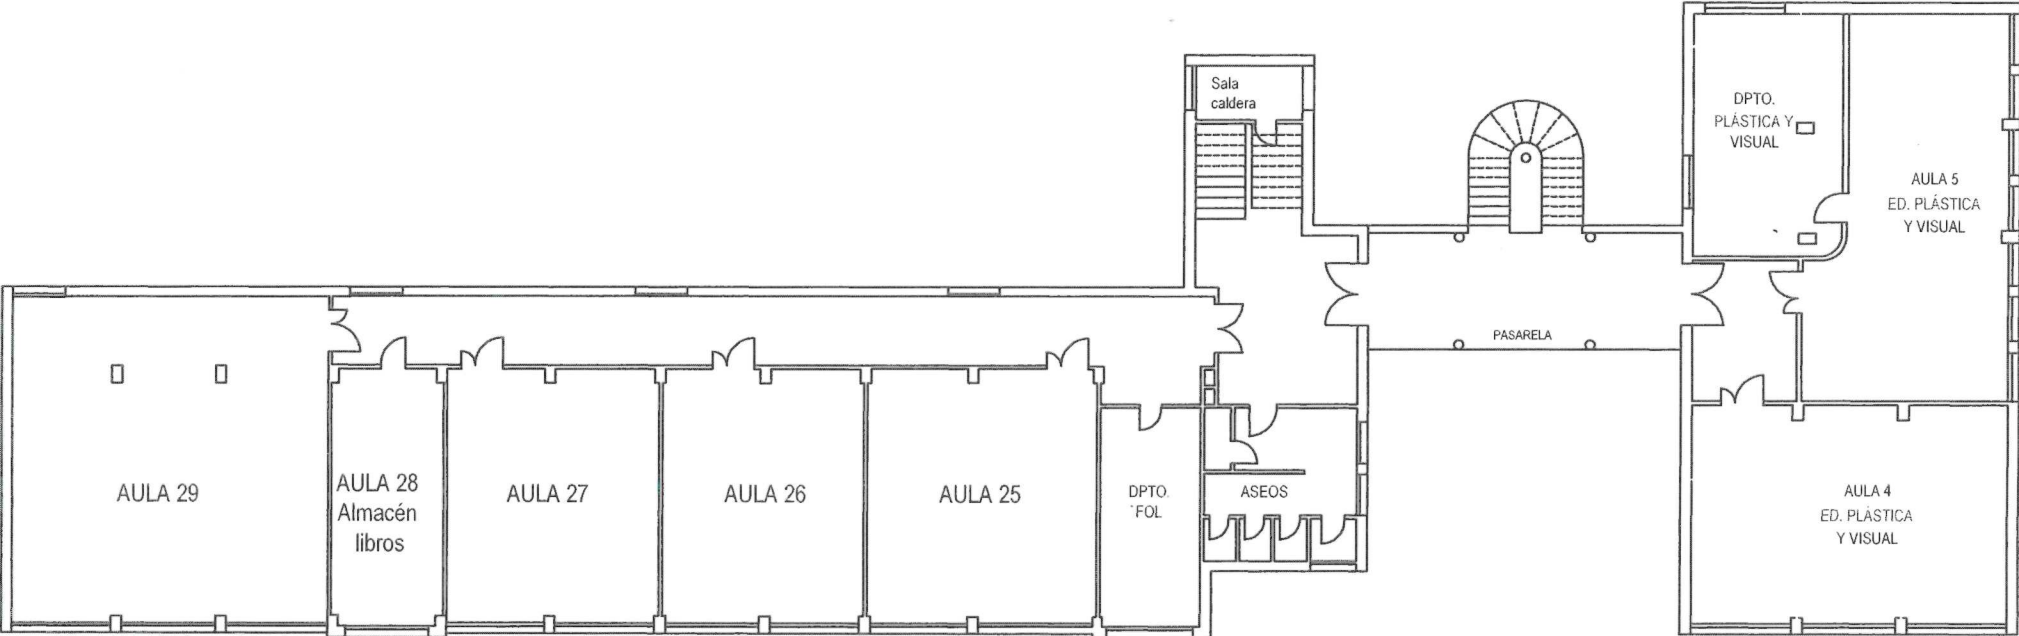 Sala
caldera
DPTO.
PLÁSTICA Y
VISUAL
AULA 5
ED. PLÁSTICA
Y VISUAL
PASARELA
AULA 29
AULA 28
Almacén
libros
AULA 27
AULA 26
AULA 25
DPTO.
FOL
ASEOS
AULA 4
ED. PLÁSTICA
Y VISUAL